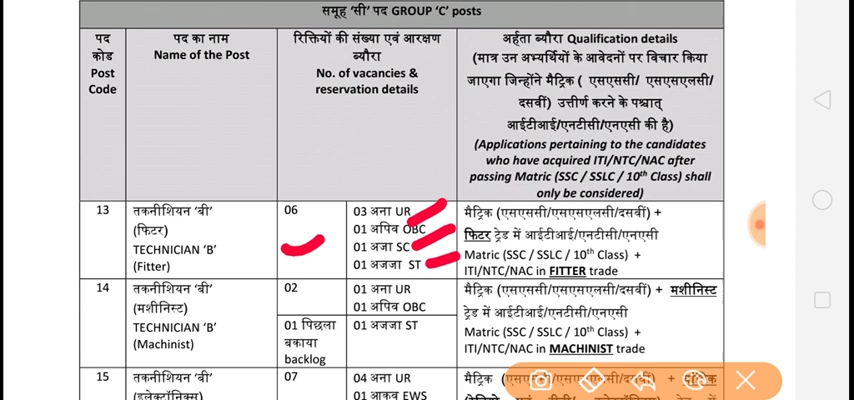 समूह ‘सी’ पद GROUP ‘C’ posts
पद
कोड
Post
Code
पद का नाम
Name of the Post
रिक्तियों की संख्या एवं आरक्षण
ब्यौरा
No. of vacancies &
reservation details
अर्हता ब्यौरा Qualification details
(मात्र उन अभ्यर्थियों के आवेदनों पर विचार किया
जाएगा जिन्होंने मैट्रिक ( एसएससी/ एसएसएलसी/
दसवीं) उत्तीर्ण करने के पश्चात्
आईटीआई/एनटीसी/एनएसी की है)
(Applications pertaining to the candidates
who have acquired ITI/NTC/NAC after
passing Matric (SSC / SSLC / 10th Class) shall
only be considered)
13
तकनीशियन ‘बी’
(फिटर)
TECHNICIAN ‘B’
(Fitter)
06
03 अना UR
01 अपिव OBC
01 अजा SC
01 अजजा ST
मैट्रिक (एसएससी/एसएसएलसी/दसवीं) +
फिटर ट्रेड में आईटीआई/एनटीसी/एनएसी
Matric (SSC / SSLC / 10th Class) +
ITI/NTC/NAC in FITTER trade
14
तकनीशियन ‘बी’
(मशीनिस्ट)
TECHNICIAN ‘B’
(Machinist)
02
01 अना UR
01 अपिव OBC
01 पिछला
बकाया
backlog
01 अजजा ST
मैट्रिक (एसएससी/एसएसएलसी/दसवीं) + मशीनिस्ट
ट्रेड में आईटीआई/एनटीसी/एनएसी
Matric (SSC / SSLC / 10th Class) +
ITI/NTC/NAC in MACHINIST trade
15
तकनीशियन ‘बी’
(इलेक्ट्रॉनिक्स)
07
04 अना UR
01 आकव EWS
मैट्रिक (एसएससी/एसएसएलसी/दसवीं) +